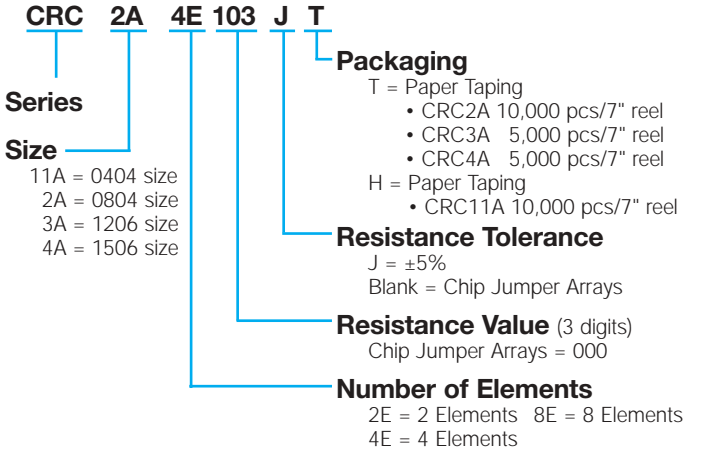 CRC 2A 4E 103 J T
Packaging
T = Paper Taping
• CRC2A 10,000 pcs/7" reel
• CRC3A 5,000 pcs/7" reel
• CRC4A 5,000 pcs/7" reel
H = Paper Taping
• CRC11A 10,000 pcs/7" reel
Series
Size
11A = 0404 size
2A = 0804 size
3A = 1206 size
4A = 1506 size
Resistance Tolerance
J = ±5%
Blank = Chip Jumper Arrays
Resistance Value (3 digits)
Chip Jumper Arrays = 000
Number of Elements
2E = 2 Elements 8E = 8 Elements
4E = 4 Elements